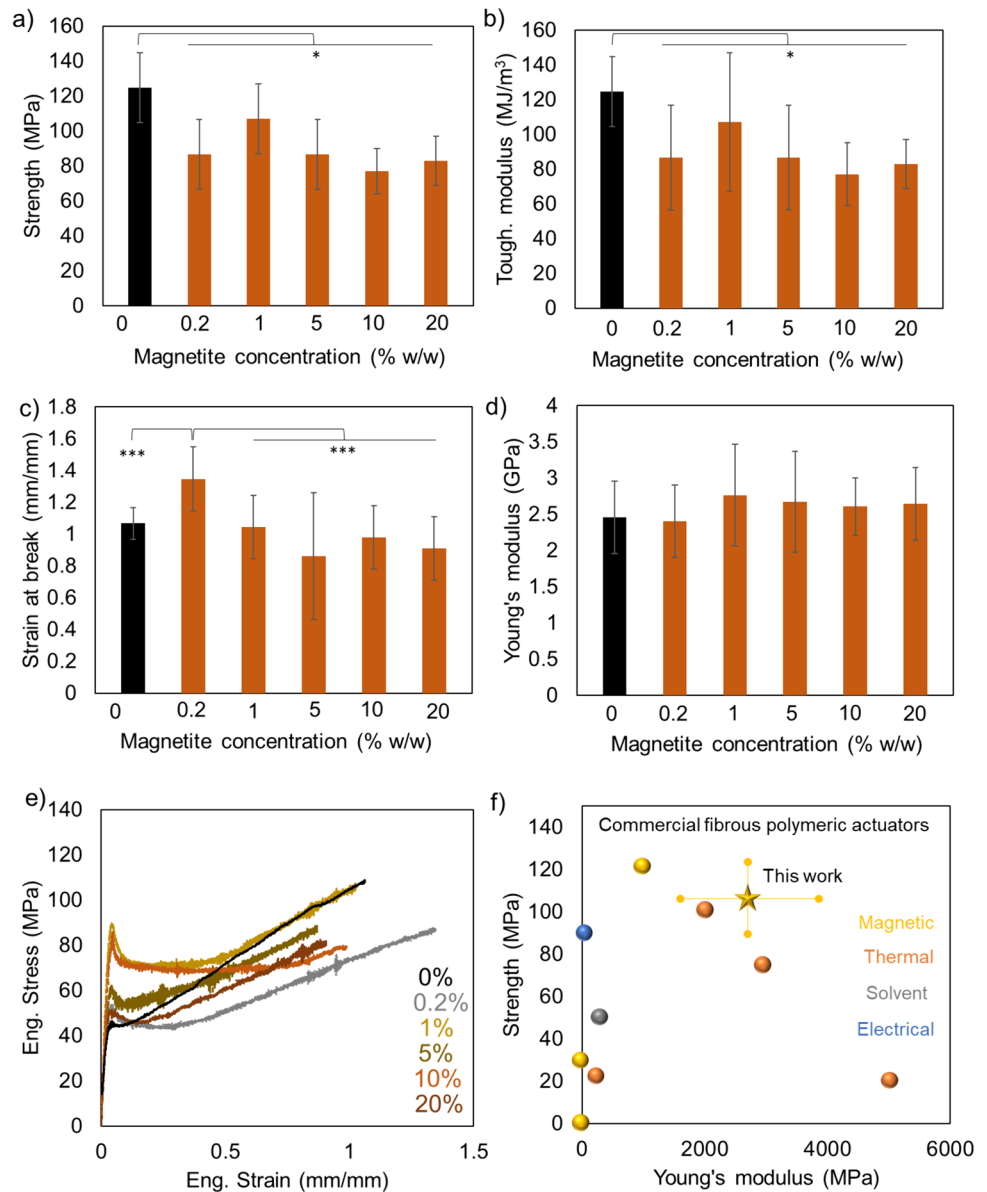 a)
160
140
120
100
80
60
40
20
0
Strength (MPa)
*
0 0.2 1 5 10 20
Magnetite concentration (% w/w)
b)
160
140
120
100
80
60
40
20
0
Tough. modulus (MJ/m³)
*
0 0.2 1 5 10 20
Magnetite concentration (% w/w)
c)
1.8
1.6
1.4
1.2
1
0.8
0.6
0.4
0.2
0
Strain at break (mm/mm)
*** ***
0 0.2 1 5 10 20
Magnetite concentration (% w/w)
d)
4
3.5
3
2.5
2
1.5
1
0.5
0
Young's modulus (GPa)
0 0.2 1 5 10 20
Magnetite concentration (% w/w)
e)
140
120
100
80
60
40
20
0
Eng. Stress (MPa)
0%
0.2%
1%
5%
10%
20%
0 0.5 1 1.5
Eng. Strain (mm/mm)
f)
140
120
100
80
60
40
20
0
Strength (MPa)
Commercial fibrous polymeric actuators
This work
Magnetic
Thermal
Solvent
Electrical
0 2000 4000 6000
Young's modulus (MPa)